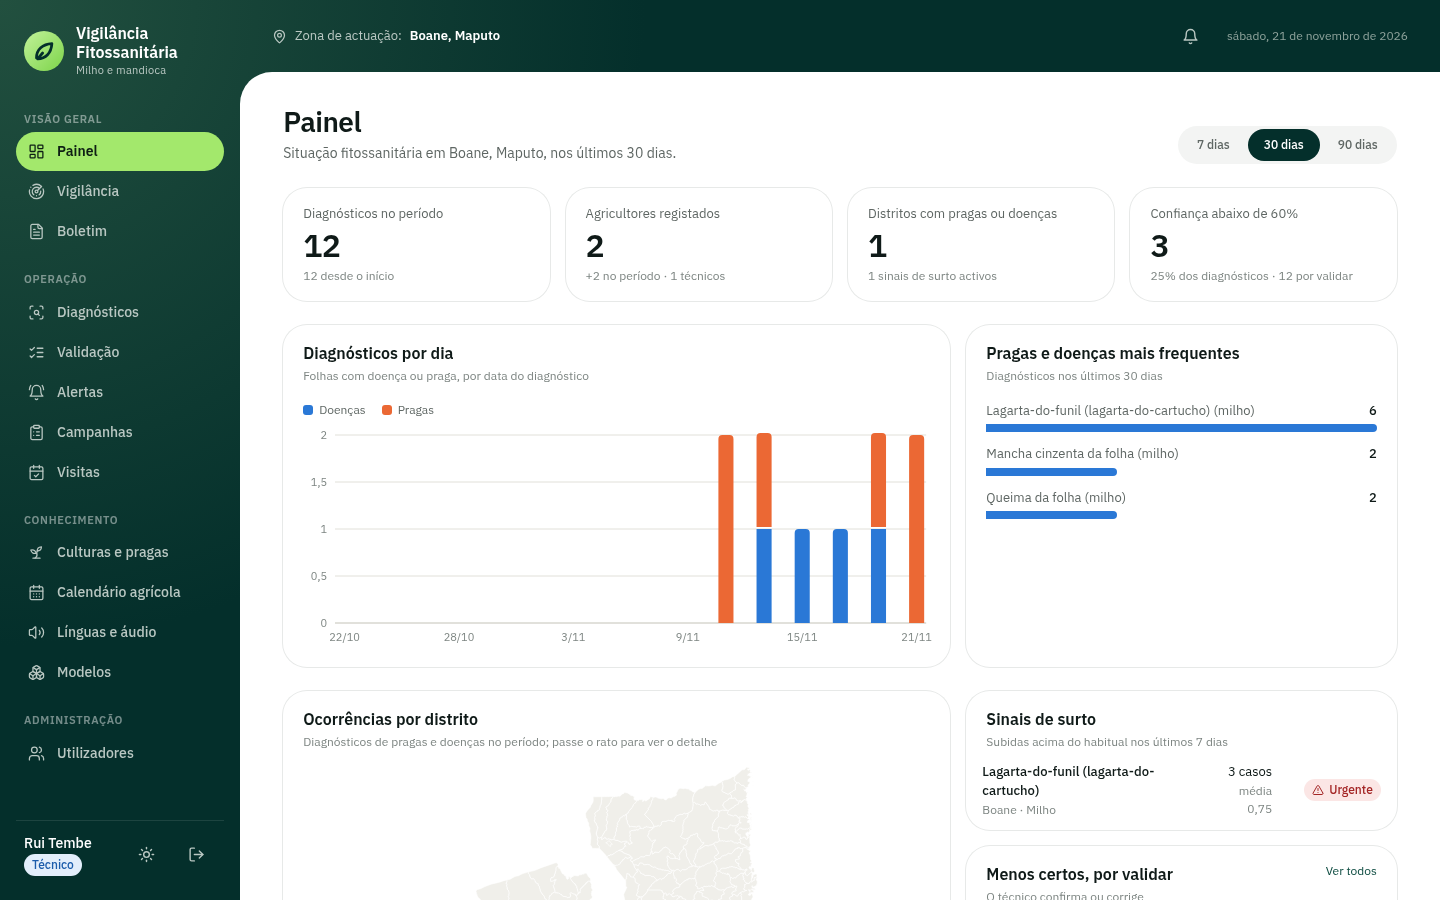 Vigilância
Fitossanitária
Milho e mandioca
Zona de actuação: Boane, Maputo
sábado, 21 de novembro de 2026
VISÃO GERAL
Painel
Vigilância
Boletim
OPERAÇÃO
Diagnósticos
Validação
Alertas
Campanhas
Visitas
CONHECIMENTO
Culturas e pragas
Calendário agrícola
Línguas e áudio
Modelos
ADMINISTRAÇÃO
Utilizadores
Rui Tembe
Técnico
Painel
Situação fitossanitária em Boane, Maputo, nos últimos 30 dias.
7 dias
30 dias
90 dias
Diagnósticos no período
12
12 desde o início
Agricultores registados
2
+2 no período · 1 técnicos
Distritos com pragas ou doenças
1
1 sinais de surto activos
Confiança abaixo de 60%
3
25% dos diagnósticos · 12 por validar
Diagnósticos por dia
Folhas com doença ou praga, por data do diagnóstico
Doenças
Pragas
2
1,5
1
0,5
0
22/10
28/10
3/11
9/11
15/11
21/11
Pragas e doenças mais frequentes
Diagnósticos nos últimos 30 dias
Lagarta-do-funil (lagarta-do-cartucho) (milho)
6
Mancha cinzenta da folha (milho)
2
Queima da folha (milho)
2
Ocorrências por distrito
Diagnósticos de pragas e doenças no período; passe o rato para ver o detalhe
Sinais de surto
Subidas acima do habitual nos últimos 7 dias
Lagarta-do-funil (lagarta-do-
cartucho)
Boane · Milho
3 casos
média
0,75
Urgente
Menos certos, por validar
Ver todos
O técnico confirma ou corrige